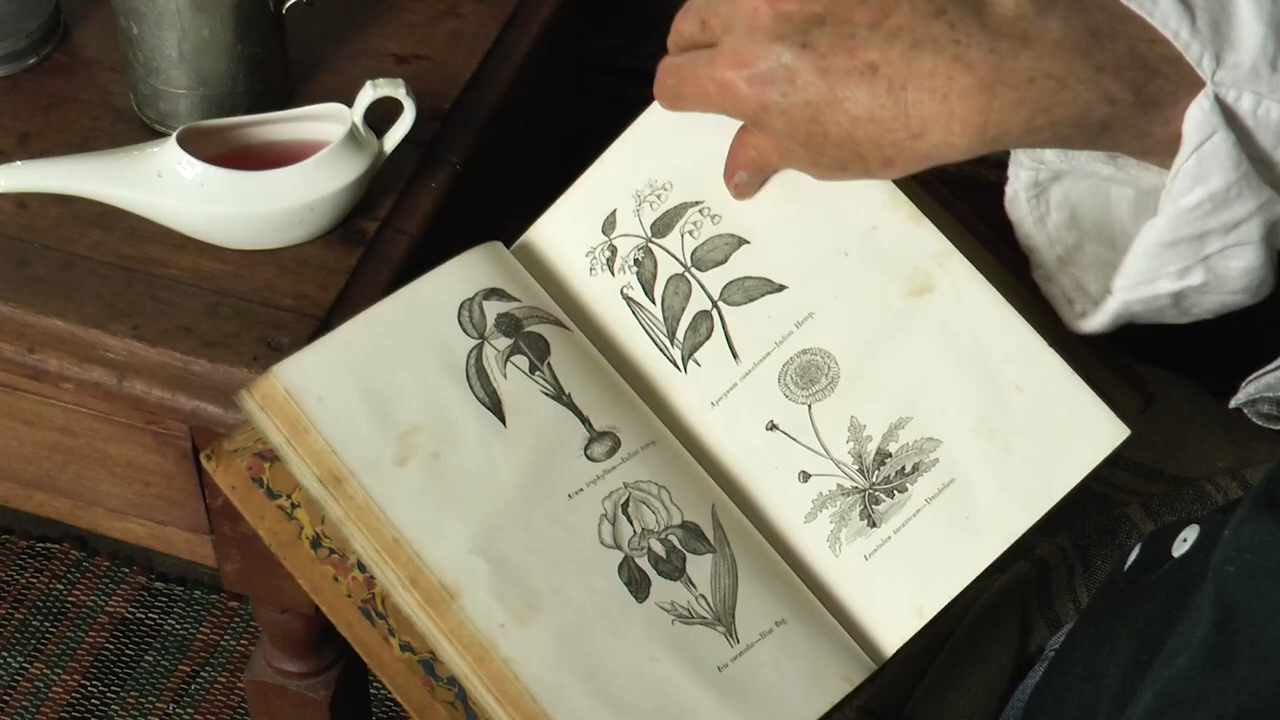 Arum triphyllum—Indian turnip.
Iris versicolor—Blue flag.
Apocynum cannabinum—Indian Hemp.
Leontodon taraxacum—Dandelion.